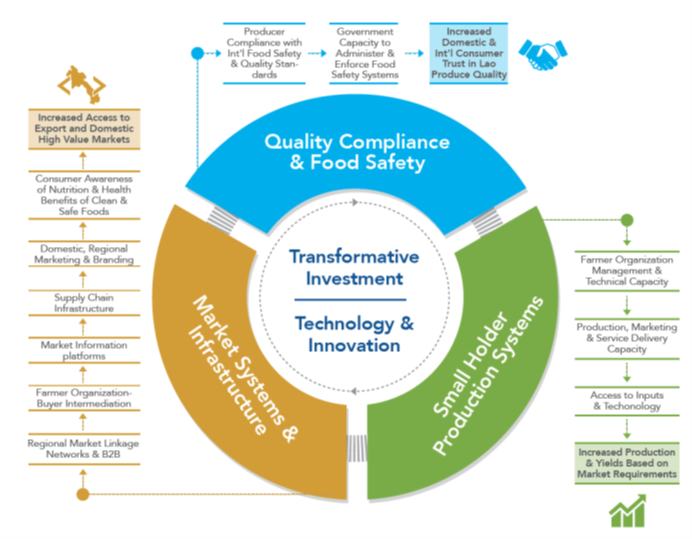 Producer
Compliance with
Int'l Food Safety
& Quality Stan-
dards
Government
Capacity to
Administer &
Enforce Food
Safety Systems
Increased
Domestic &
Int'l Consumer
Trust in Lao
Produce Quality
Quality Compliance
& Food Safety
Increased Access to
Export and Domestic
High Value Markets
Consumer Awareness
of Nutrition & Health
Benefits of Clean &
Safe Foods
Domestic, Regional
Marketing & Branding
Supply Chain
Infrastructure
Market Information
platforms
Farmer Organization-
Buyer Intermediation
Regional Market Linkage
Networks & B2B
Market Systems &
Infrastructure
Transformative
Investment
Technology &
Innovation
Small Holder
Production Systems
Farmer Organization
Management &
Technical Capacity
Production, Marketing
& Service Delivery
Capacity
Access to Inputs
& Techonology
Increased Production
& Yields Based on
Market Requirements